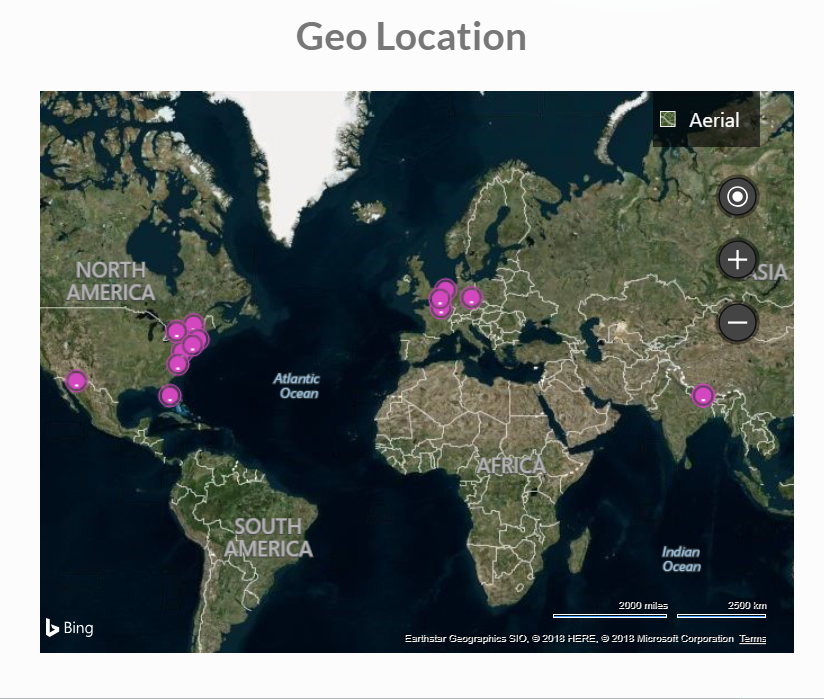 Geo Location
Aerial
NORTH
AMERICA
ASIA
Atlantic
Ocean
AFRICA
SOUTH
AMERICA
Indian
Ocean
2000 miles 2500 km
Bing
Earthstar Geographics SIO, © 2018 HERE, © 2018 Microsoft Corporation Terms